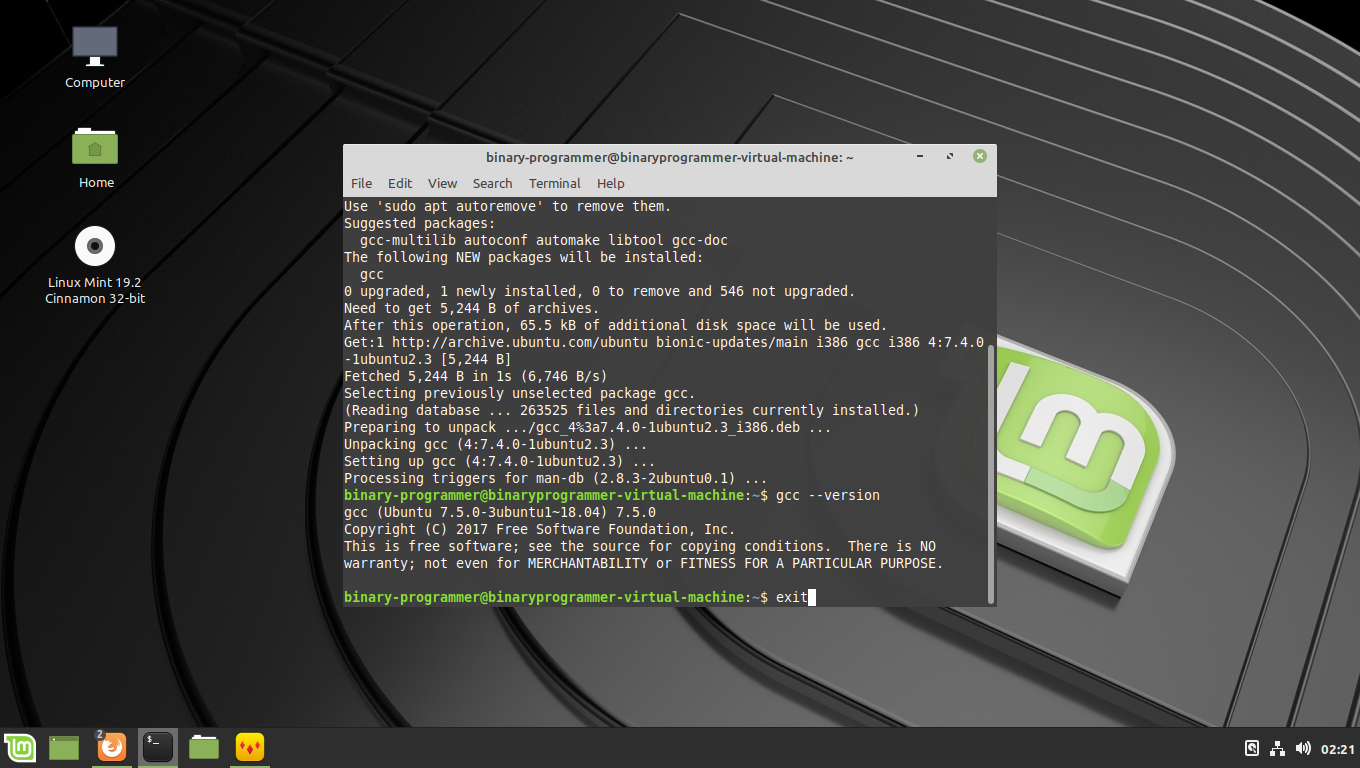 Computer
Home
Linux Mint 19.2
Cinnamon 32-bit
binary-programmer@binaryprogrammer-virtual-machine: ~
File Edit View Search Terminal Help
Use 'sudo apt autoremove' to remove them.
Suggested packages:
  gcc-multilib autoconf automake libtool gcc-doc
The following NEW packages will be installed:
  gcc
0 upgraded, 1 newly installed, 0 to remove and 546 not upgraded.
Need to get 5,244 B of archives.
After this operation, 65.5 kB of additional disk space will be used.
Get:1 http://archive.ubuntu.com/ubuntu bionic-updates/main i386 gcc i386 4:7.4.0
-1ubuntu2.3 [5,244 B]
Fetched 5,244 B in 1s (6,746 B/s)
Selecting previously unselected package gcc.
(Reading database ... 263525 files and directories currently installed.)
Preparing to unpack .../gcc_4%3a7.4.0-1ubuntu2.3_i386.deb ...
Unpacking gcc (4:7.4.0-1ubuntu2.3) ...
Setting up gcc (4:7.4.0-1ubuntu2.3) ...
Processing triggers for man-db (2.8.3-2ubuntu0.1) ...
binary-programmer@binaryprogrammer-virtual-machine:~$ gcc --version
gcc (Ubuntu 7.5.0-3ubuntu1~18.04) 7.5.0
Copyright (C) 2017 Free Software Foundation, Inc.
This is free software; see the source for copying conditions.  There is NO
warranty; not even for MERCHANTABILITY or FITNESS FOR A PARTICULAR PURPOSE.
binary-programmer@binaryprogrammer-virtual-machine:~$ exit
lm
lm
2
$_
02:21